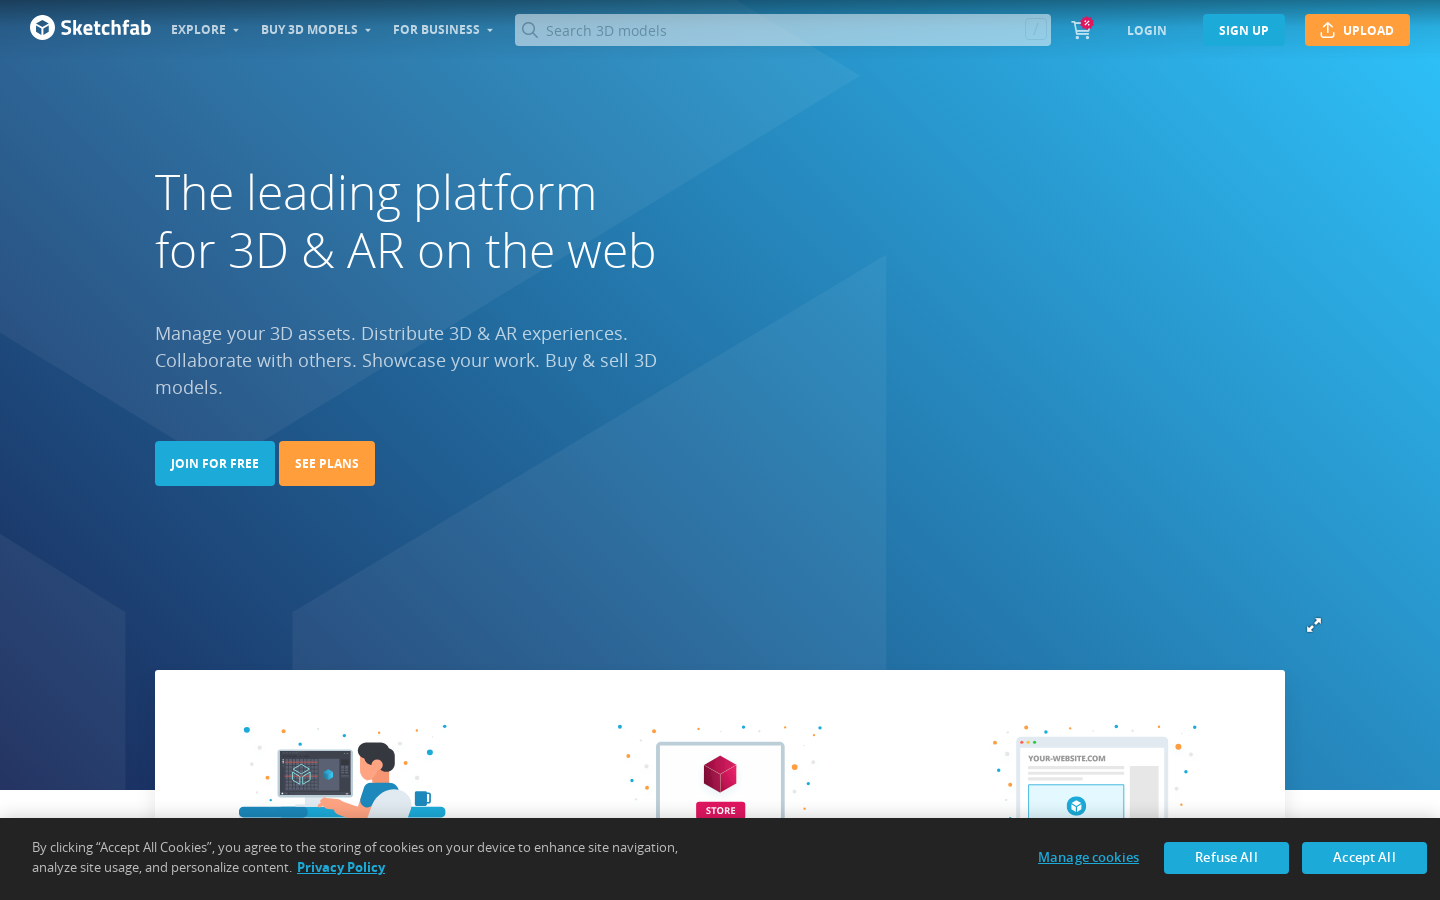 Sketchfab
EXPLORE
BUY 3D MODELS
FOR BUSINESS
Search 3D models
/
%
LOGIN
SIGN UP
UPLOAD
The leading platform
for 3D & AR on the web
Manage your 3D assets. Distribute 3D & AR experiences.
Collaborate with others. Showcase your work. Buy & sell 3D
models.
JOIN FOR FREE
SEE PLANS
STORE
YOUR-WEBSITE.COM
By clicking “Accept All Cookies”, you agree to the storing of cookies on your device to enhance site navigation,
analyze site usage, and personalize content. Privacy Policy
Manage cookies
Refuse All
Accept All